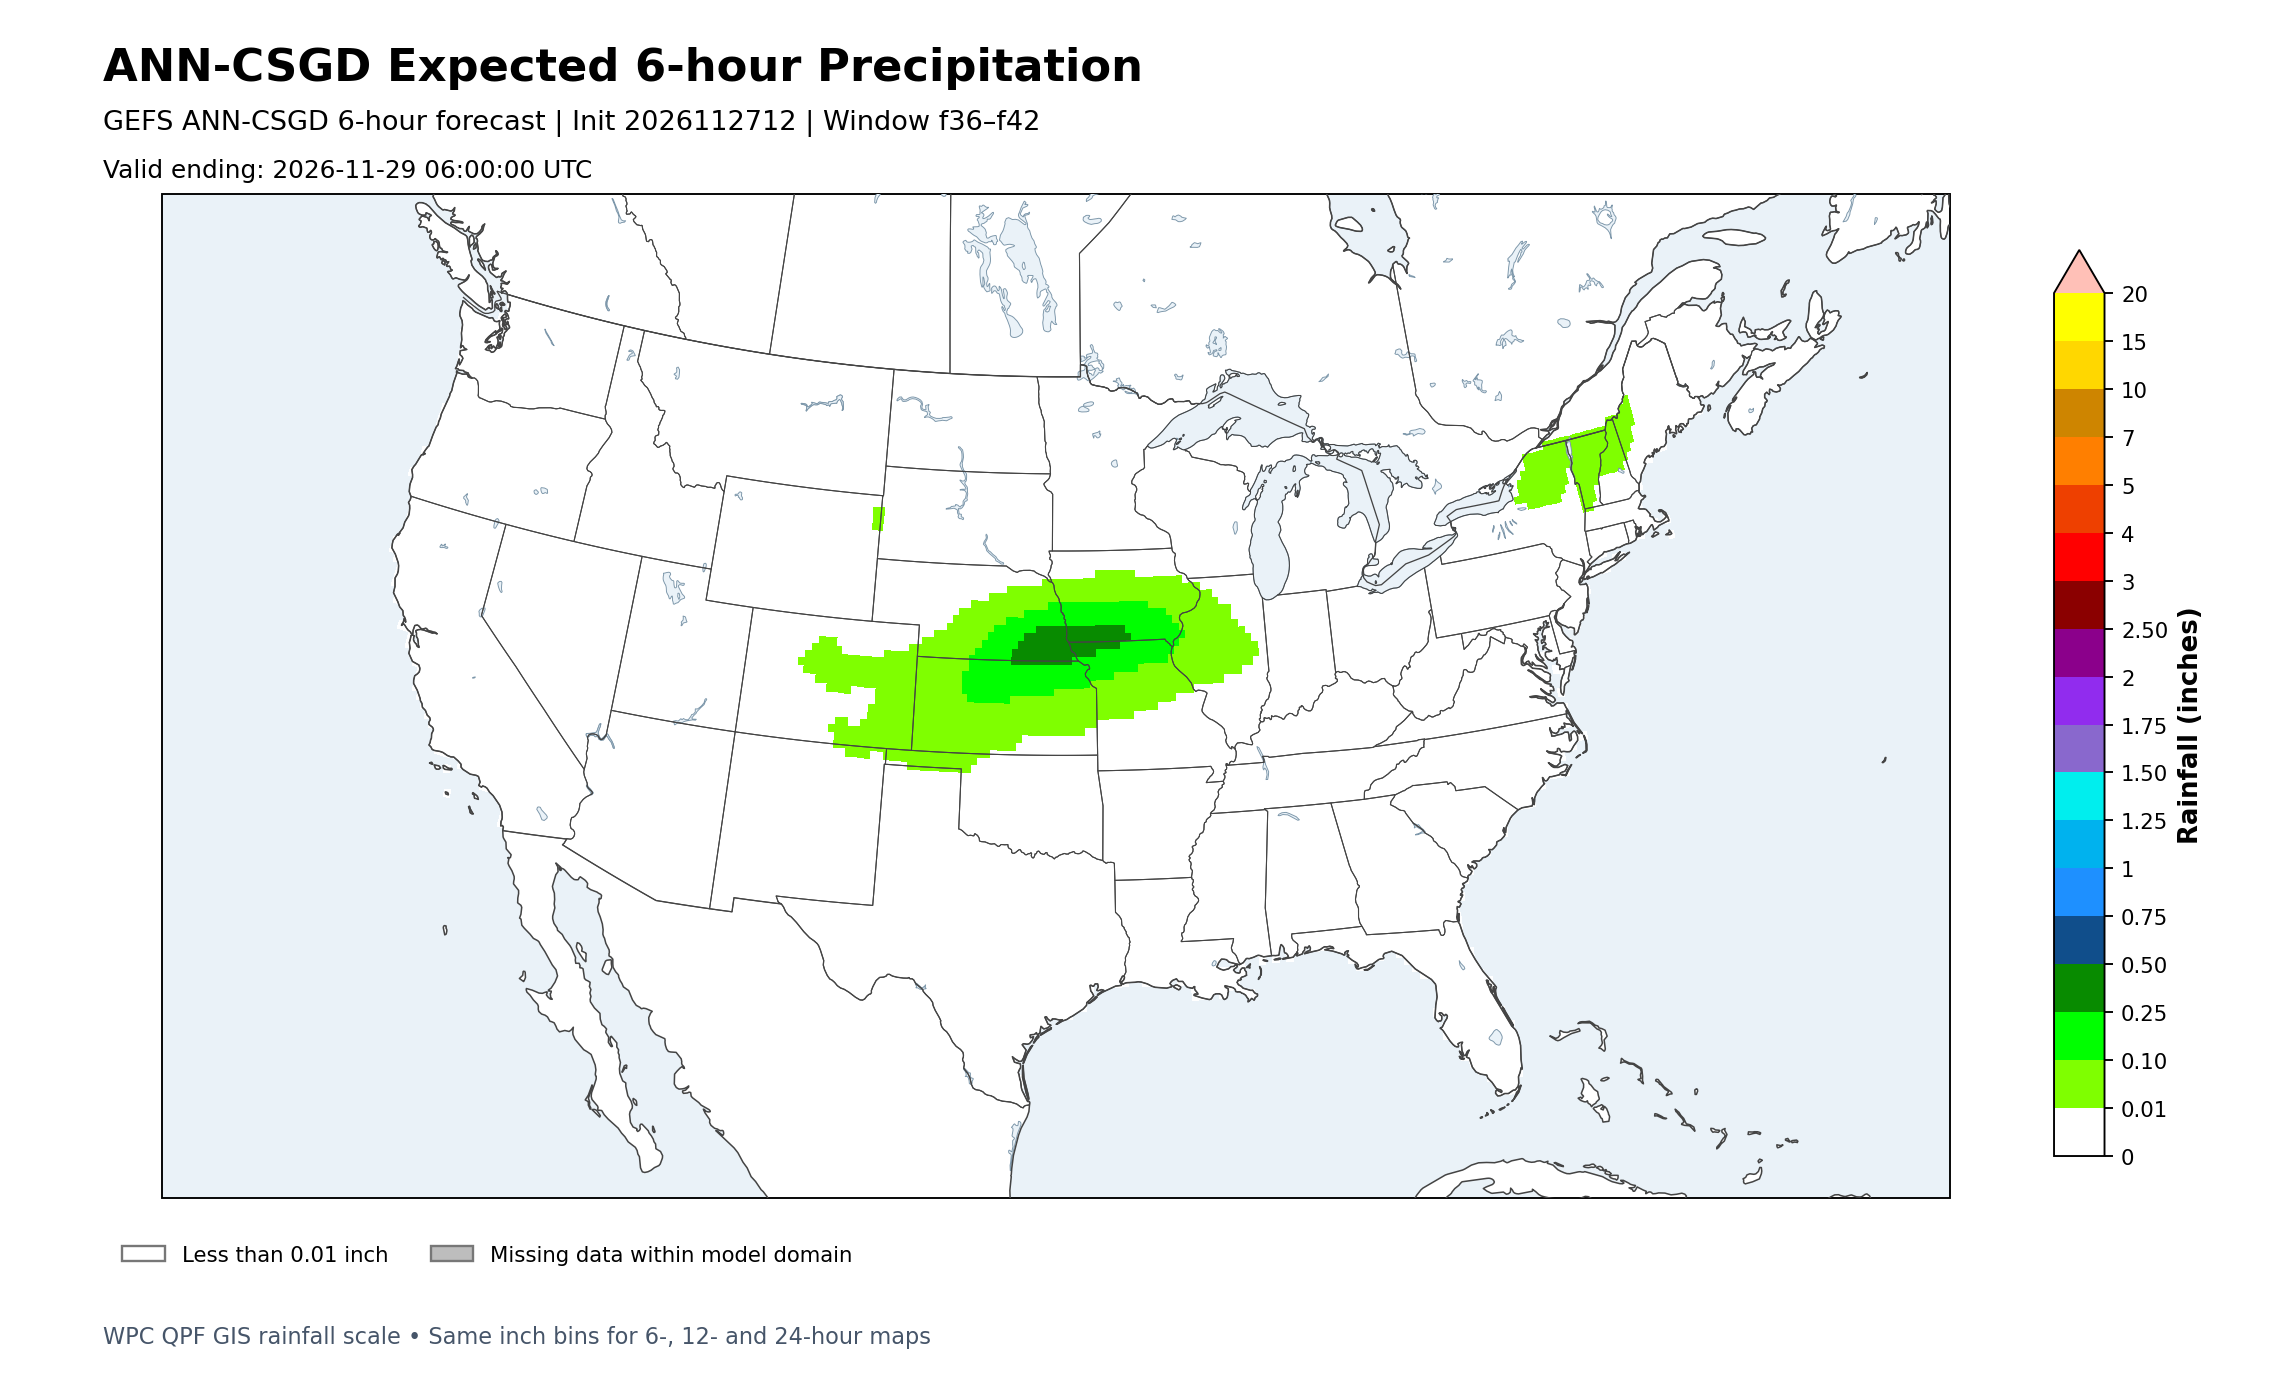 ANN-CSGD Expected 6-hour Precipitation
GEFS ANN-CSGD 6-hour forecast | Init 2026112712 | Window f36–f42
Valid ending: 2026-11-29 06:00:00 UTC
20
15
10
7
5
4
3
2.50
2
1.75
1.50
1.25
1
0.75
0.50
0.25
0.10
0.01
0
Rainfall (inches)
Less than 0.01 inch
Missing data within model domain
WPC QPF GIS rainfall scale • Same inch bins for 6-, 12- and 24-hour maps